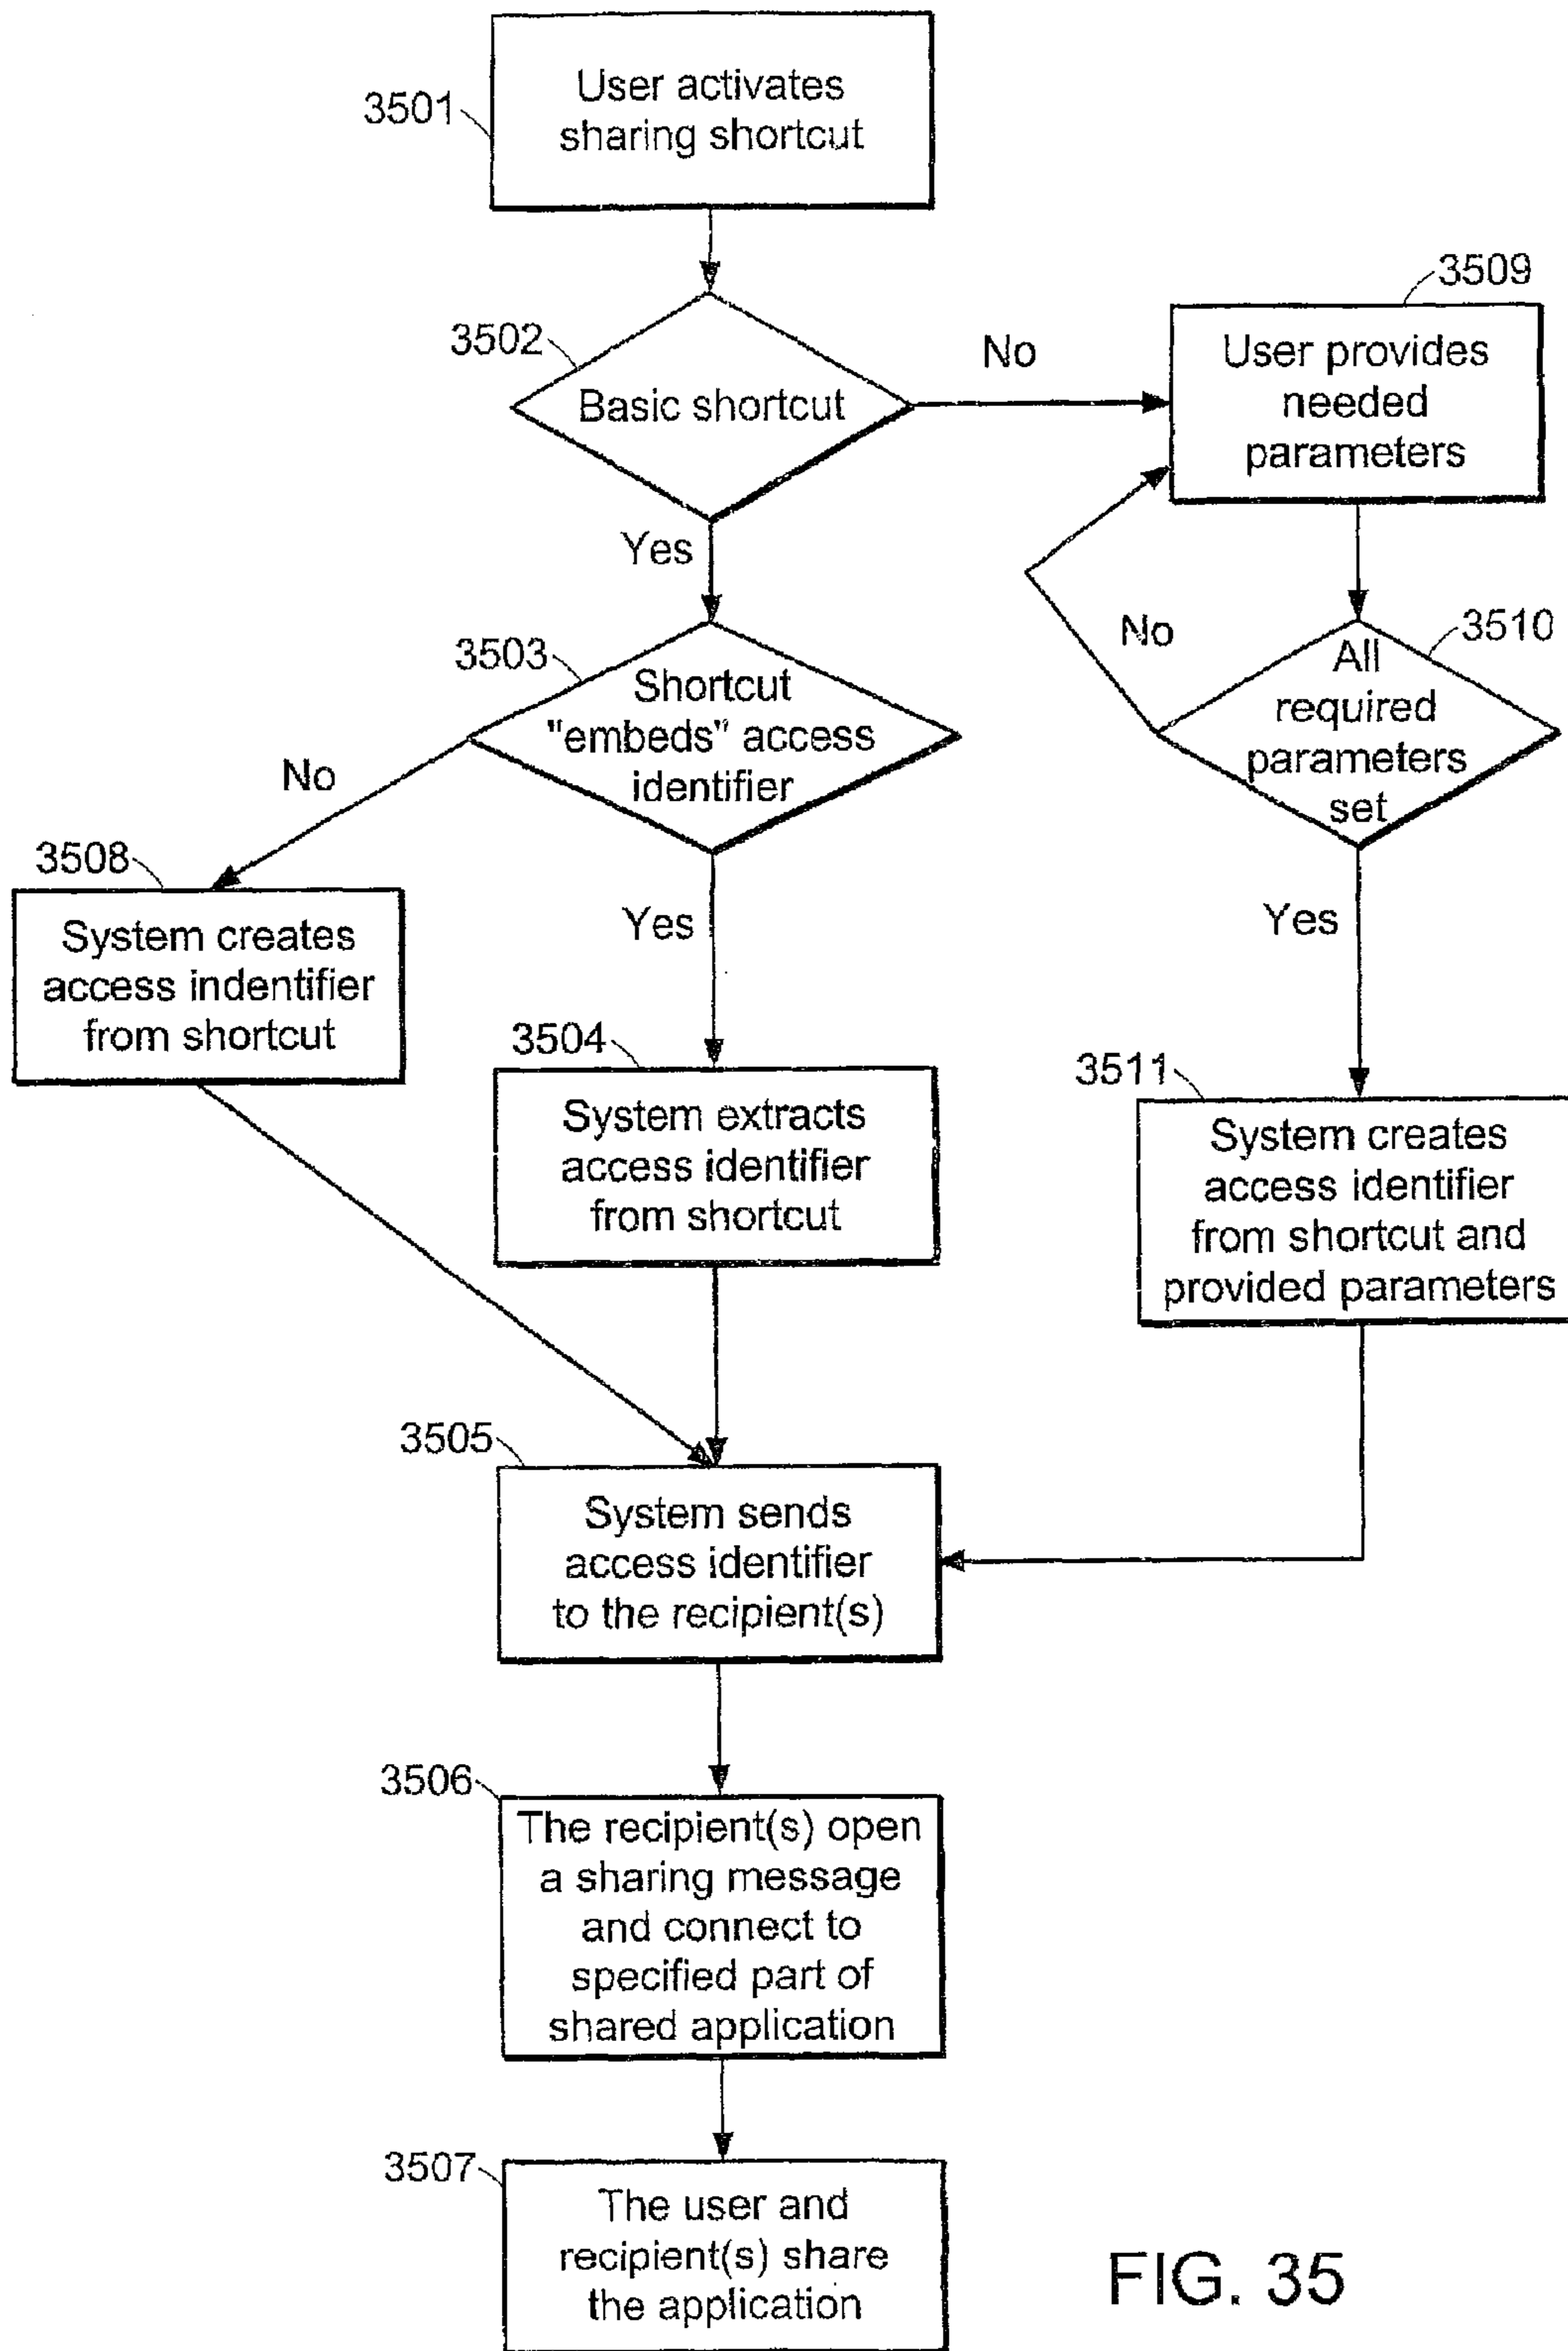 3501
User activates
sharing shortcut
3502
Basic shortcut
No
3509
User provides
needed
parameters
Yes
3503
Shortcut
"embeds" access
identifier
No
3510
All
required
parameters
set
No
3508
System creates
access indentifier
from shortcut
Yes
3504
System extracts
access identifier
from shortcut
Yes
3511
System creates
access identifier
from shortcut and
provided parameters
3505
System sends
access identifier
to the recipient(s)
3506
The recipient(s) open
a sharing message
and connect to
specified part of
shared application
3507
The user and
recipient(s) share
the application
FIG. 35